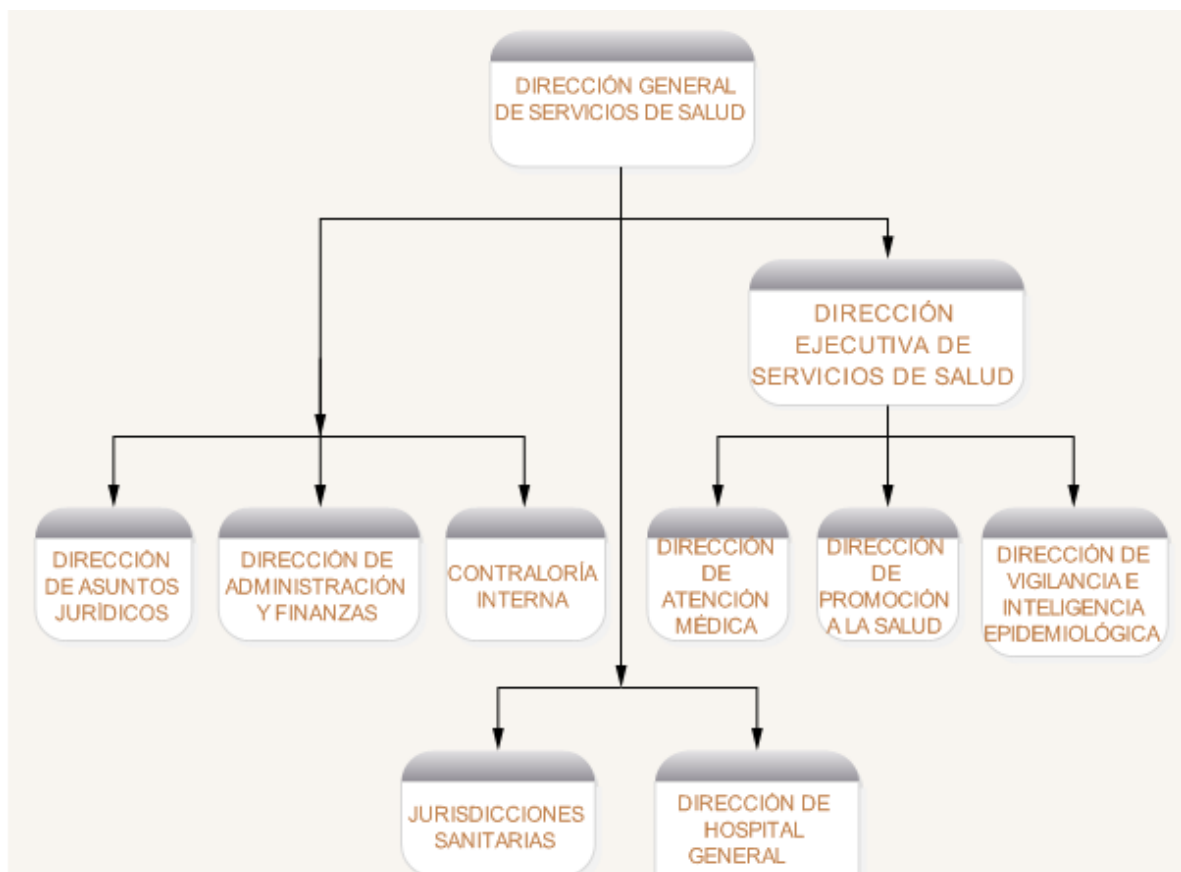 DIRECCIÓN GENERAL
DE SERVICIOS DE SALUD
DIRECCIÓN
EJECUTIVA DE
SERVICIOS DE SALUD
DIRECCIÓN
DE ASUNTOS
JURÍDICOS
DIRECCIÓN DE
ADMINISTRACIÓN
Y FINANZAS
CONTRALORÍA
INTERNA
DIRECCIÓN
DE
ATENCIÓN
MÉDICA
DIRECCIÓN
DE
PROMOCIÓN
A LA SALUD
DIRECCIÓN DE
VIGILANCIA E
INTELIGENCIA
EPIDEMIOLÓGICA
JURISDICCIONES
SANITARIAS
DIRECCIÓN DE
HOSPITAL
GENERAL